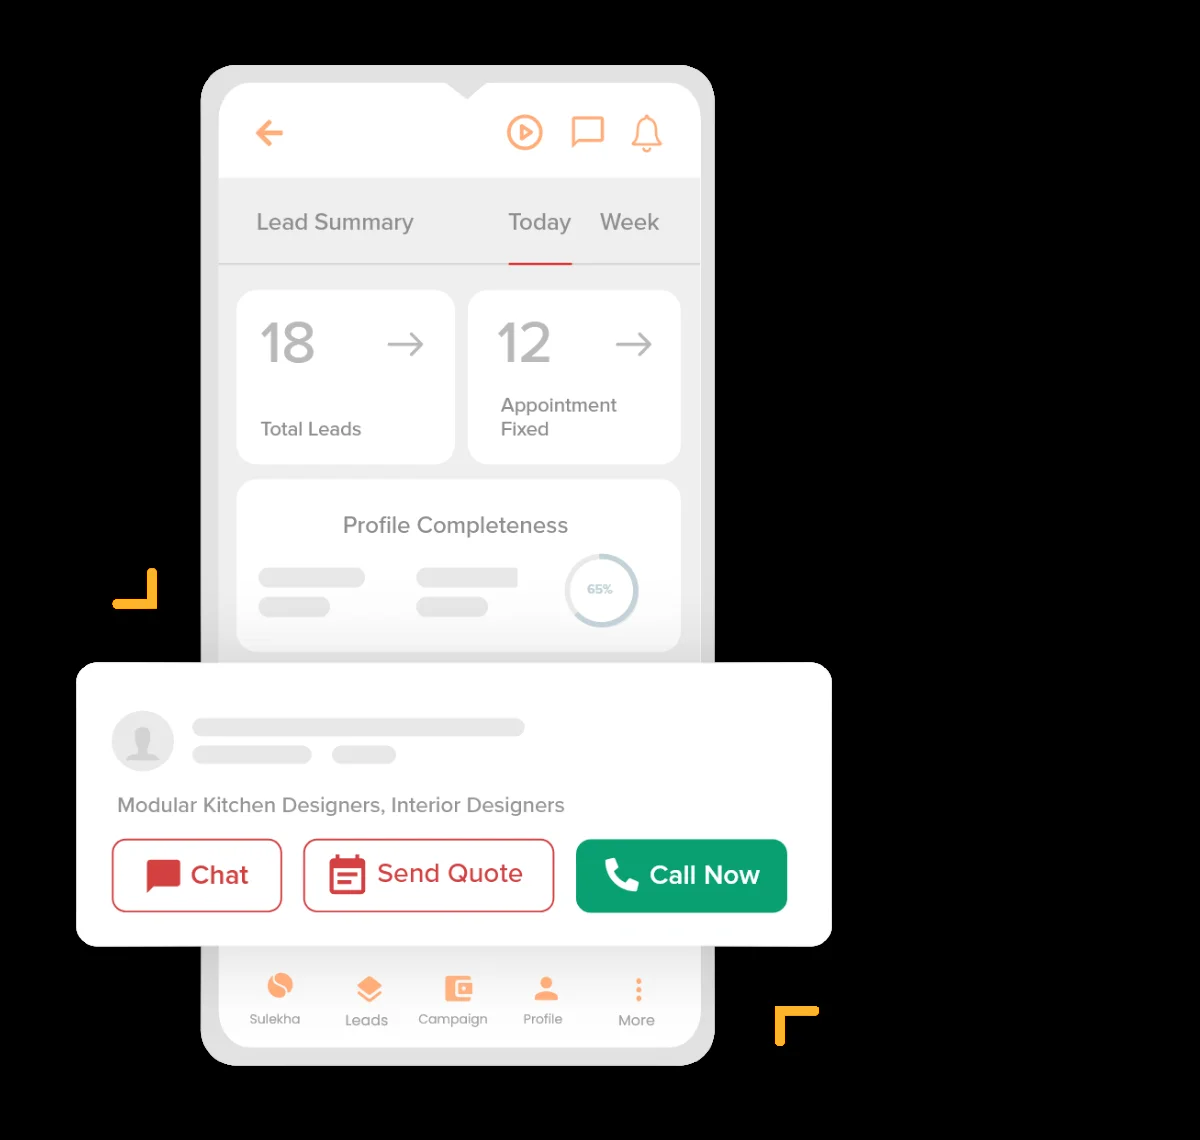 Lead Summary Today Week
18
Total Leads
12
Appointment
Fixed
Profile Completeness
65%
Modular Kitchen Designers, Interior Designers
Chat Send Quote Call Now
Sulekha Leads Campaign Profile More